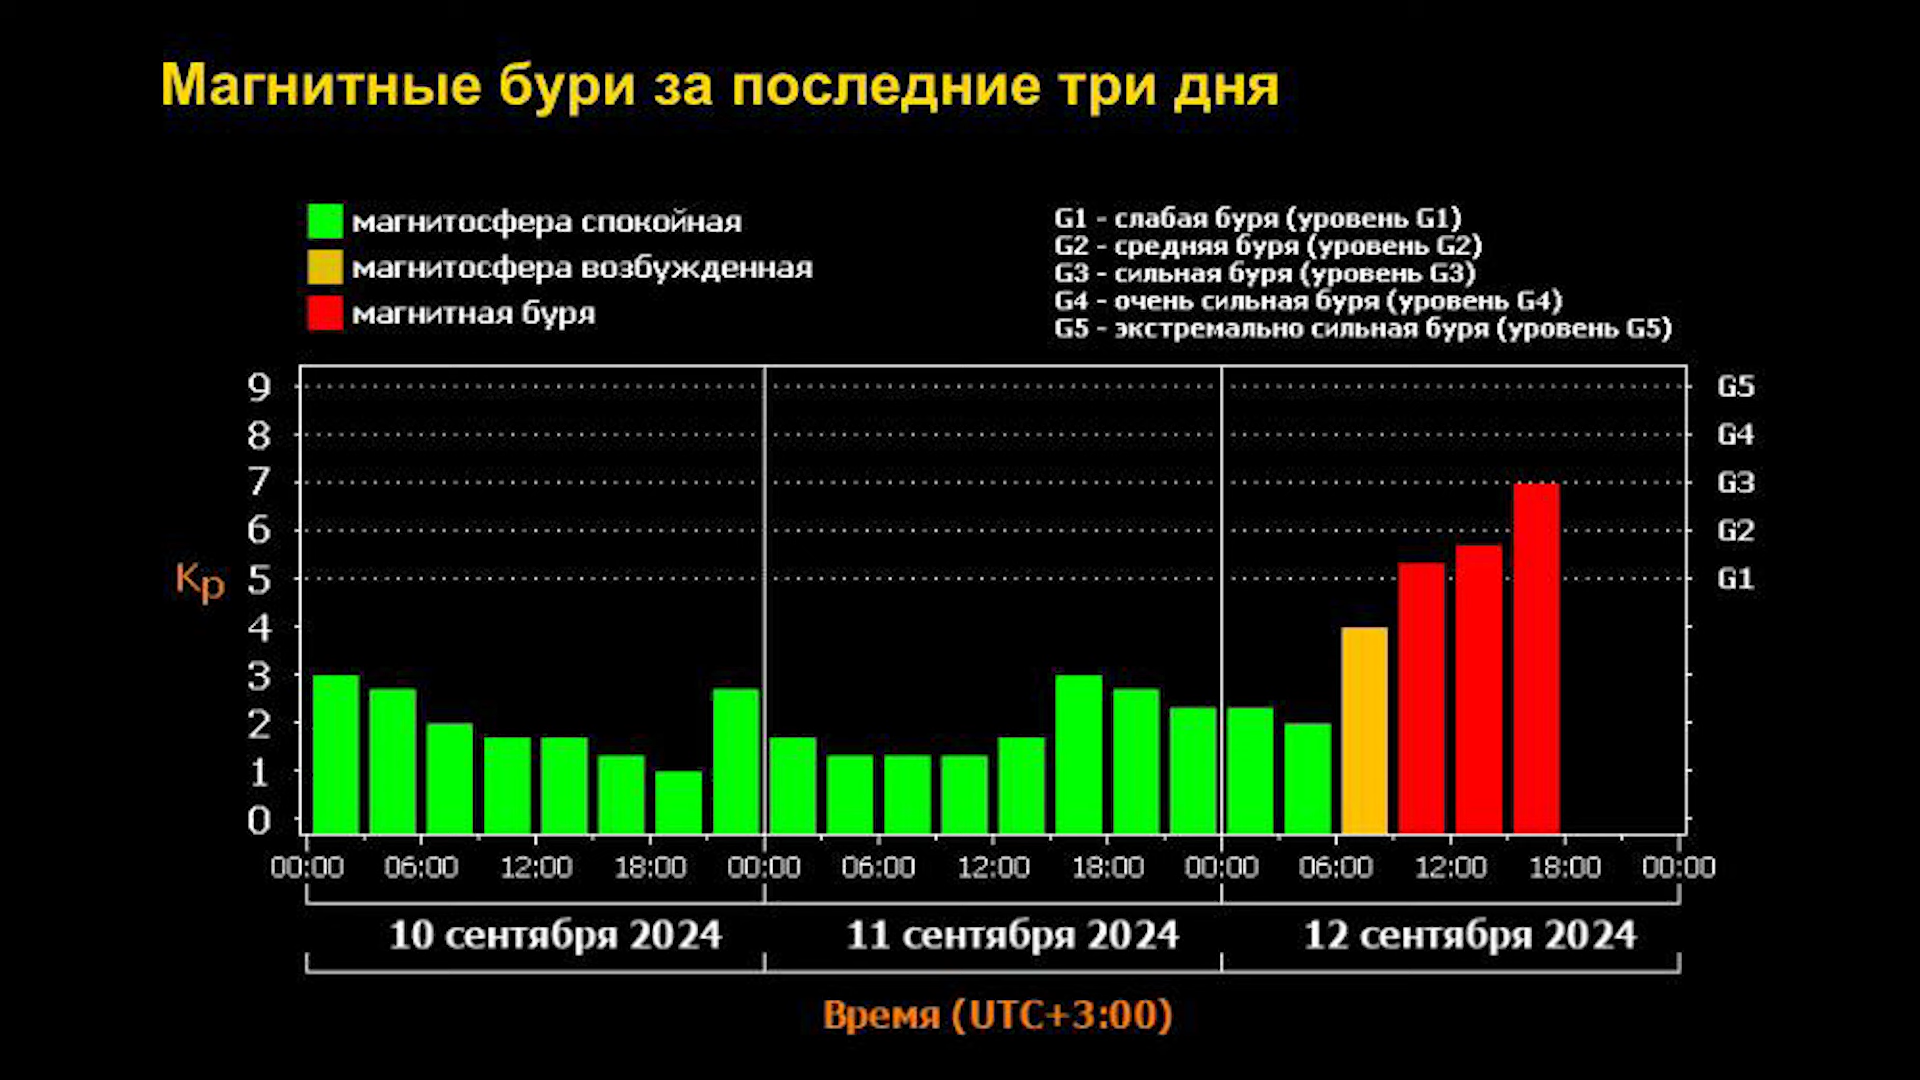 Магнитные бури за последние три дня
магнитосфера спокойная
магнитосфера возбужденная
магнитная буря
G1 - слабая буря (уровень G1)
G2 - средняя буря (уровень G2)
G3 - сильная буря (уровень G3)
G4 - очень сильная буря (уровень G4)
G5 - экстремально сильная буря (уровень G5)
9 G5
8 G4
7 G3
6 G2
Kp 5 G1
4
3
2
1
0
00:00 06:00 12:00 18:00 00:00 06:00 12:00 18:00 00:00 06:00 12:00 18:00 00:00
10 сентября 2024 11 сентября 2024 12 сентября 2024
Время (UTC+3:00)